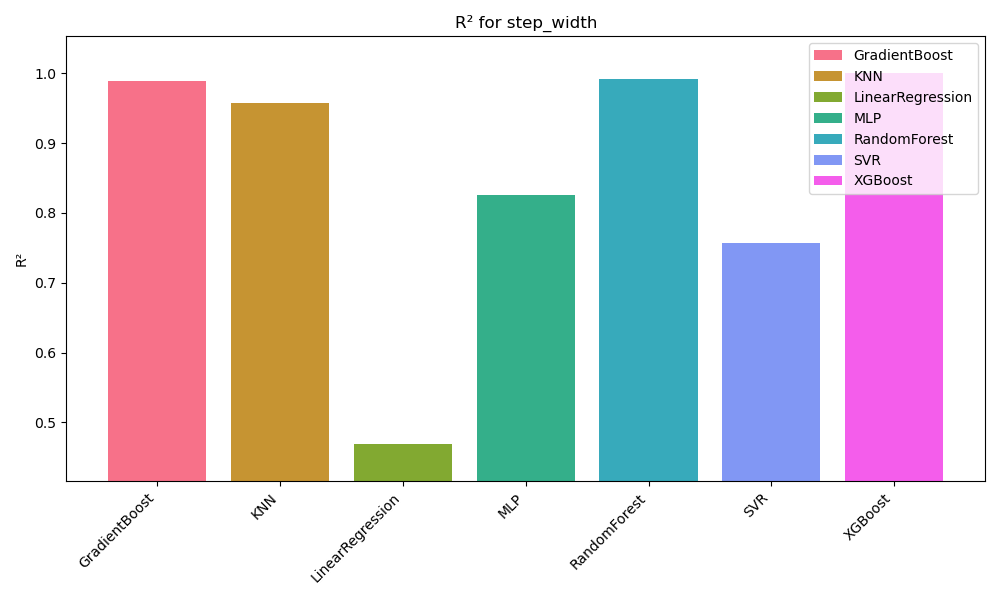 R² for step_width
R²
1.0
0.9
0.8
0.7
0.6
0.5
GradientBoost
KNN
LinearRegression
MLP
RandomForest
SVR
XGBoost
GradientBoost
KNN
LinearRegression
MLP
RandomForest
SVR
XGBoost